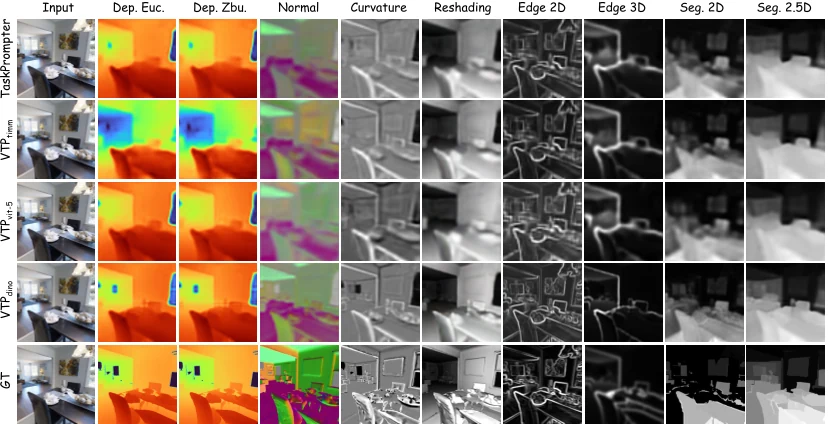 Input Dep. Euc. Dep. Zbu. Normal Curvature Reshading Edge 2D Edge 3D Seg. 2D Seg. 2.5D
TaskPrompter
VTPtimm
VTPvit-5
VTPdino
GT